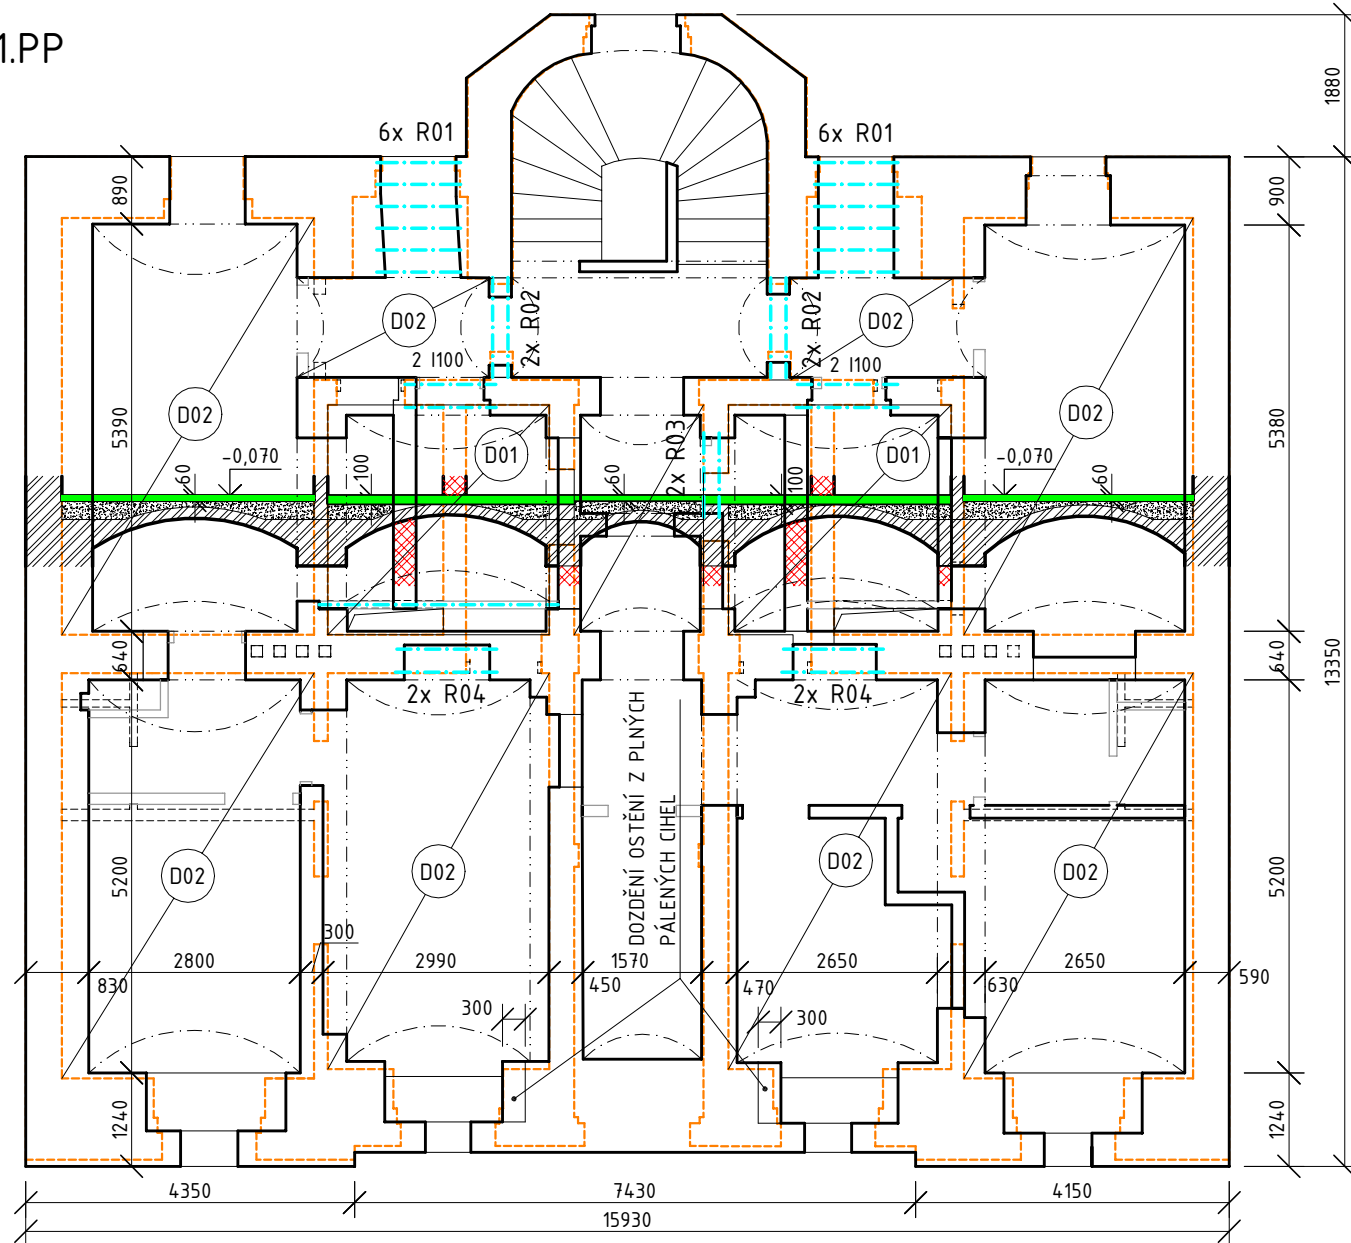 1.PP
1880
6x R01
6x R01
890
900
2x R02
2x R02
D02
D02
2 I100
2 I100
D02
D02
5390
5380
2x R03
D01
D01
-0,070
-0,070
60
100
60
100
60
640
640
13350
2x R04
2x R04
DOZDĚNÍ OSTĚNÍ Z PLNÝCH
PÁLENÝCH CIHEL
5200
5200
D02
D02
D02
D02
300
2800
2990
1570
2650
2650
830
450
470
630
590
300
300
1240
1240
4350
7430
4150
15930